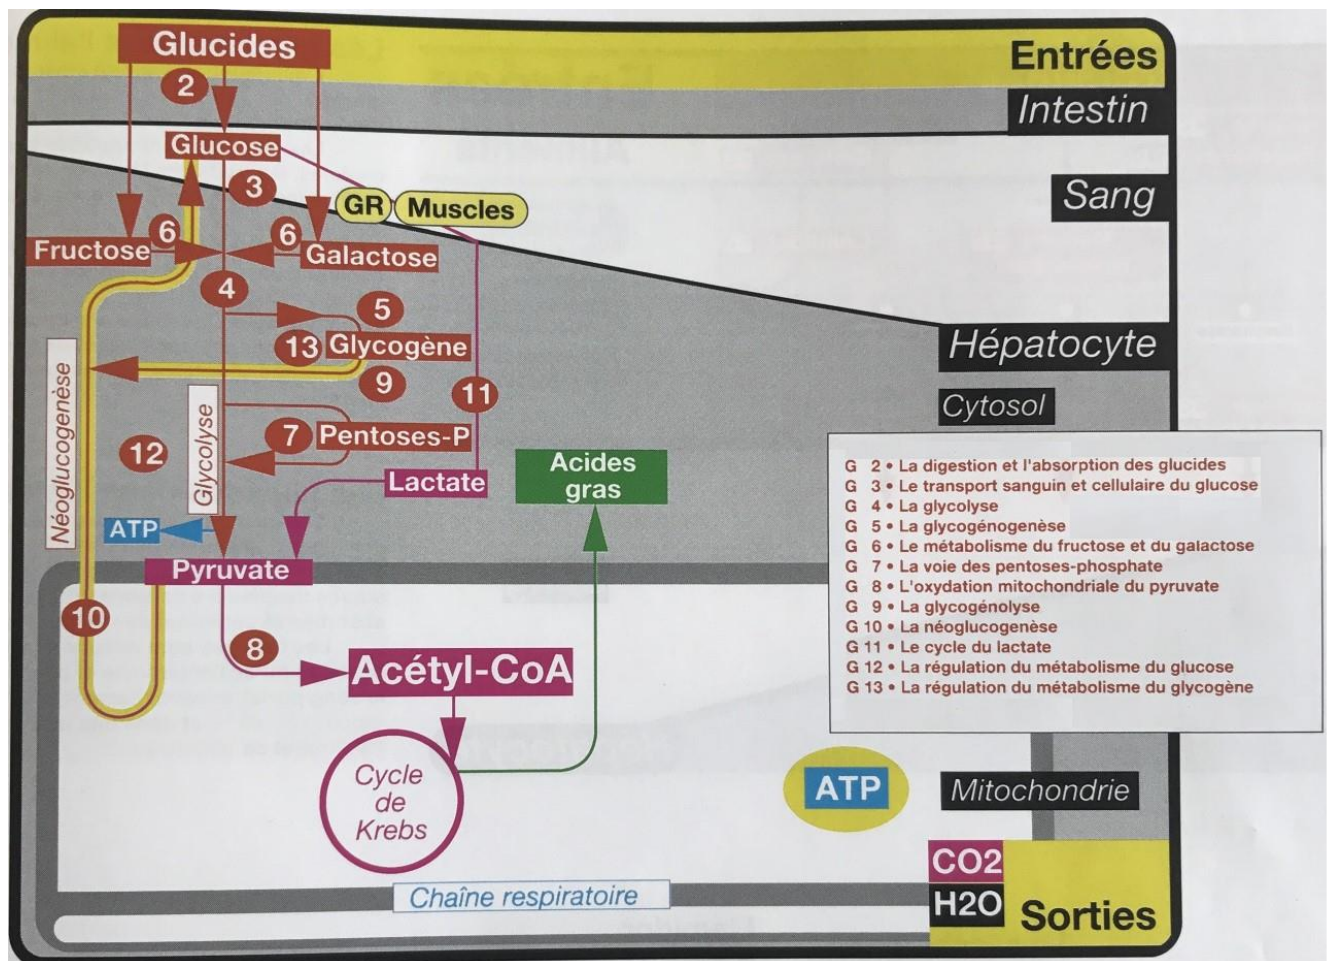 Glucides
Entrées
2
Intestin
Glucose
3
Sang
GR
Muscles
6
6
Fructose
Galactose
4
5
13
Glycogène
Hépatocyte
9
11
Cytosol
Néoglucogenèse
Glycolyse
7
Pentoses-P
12
Lactate
Acides
gras
ATP
Pyruvate
G 2 • La digestion et l'absorption des glucides
G 3 • Le transport sanguin et cellulaire du glucose
G 4 • La glycolyse
G 5 • La glycogénogenèse
G 6 • Le métabolisme du fructose et du galactose
G 7 • La voie des pentoses-phosphate
G 8 • L'oxydation mitochondriale du pyruvate
G 9 • La glycogénolyse
G 10 • La néoglucogenèse
G 11 • Le cycle du lactate
G 12 • La régulation du métabolisme du glucose
G 13 • La régulation du métabolisme du glycogène
10
8
Acétyl-CoA
Cycle
de
Krebs
ATP
Mitochondrie
CO2
Chaîne respiratoire
H2O
Sorties